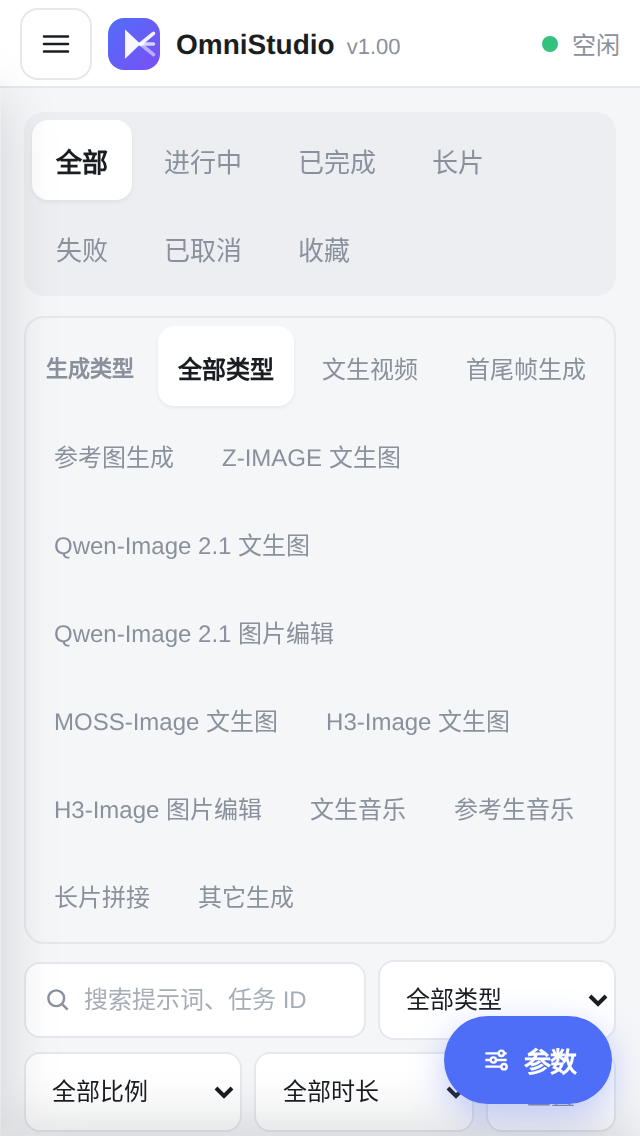 OmniStudio v1.00 空闲
全部 进行中 已完成 长片
失败 已取消 收藏
生成类型 全部类型 文生视频 首尾帧生成
参考图生成 Z-IMAGE 文生图
Qwen-Image 2.1 文生图
Qwen-Image 2.1 图片编辑
MOSS-Image 文生图 H3-Image 文生图
H3-Image 图片编辑 文生音乐 参考生音乐
长片拼接 其它生成
搜索提示词、任务 ID 全部类型
参数
全部比例 全部时长